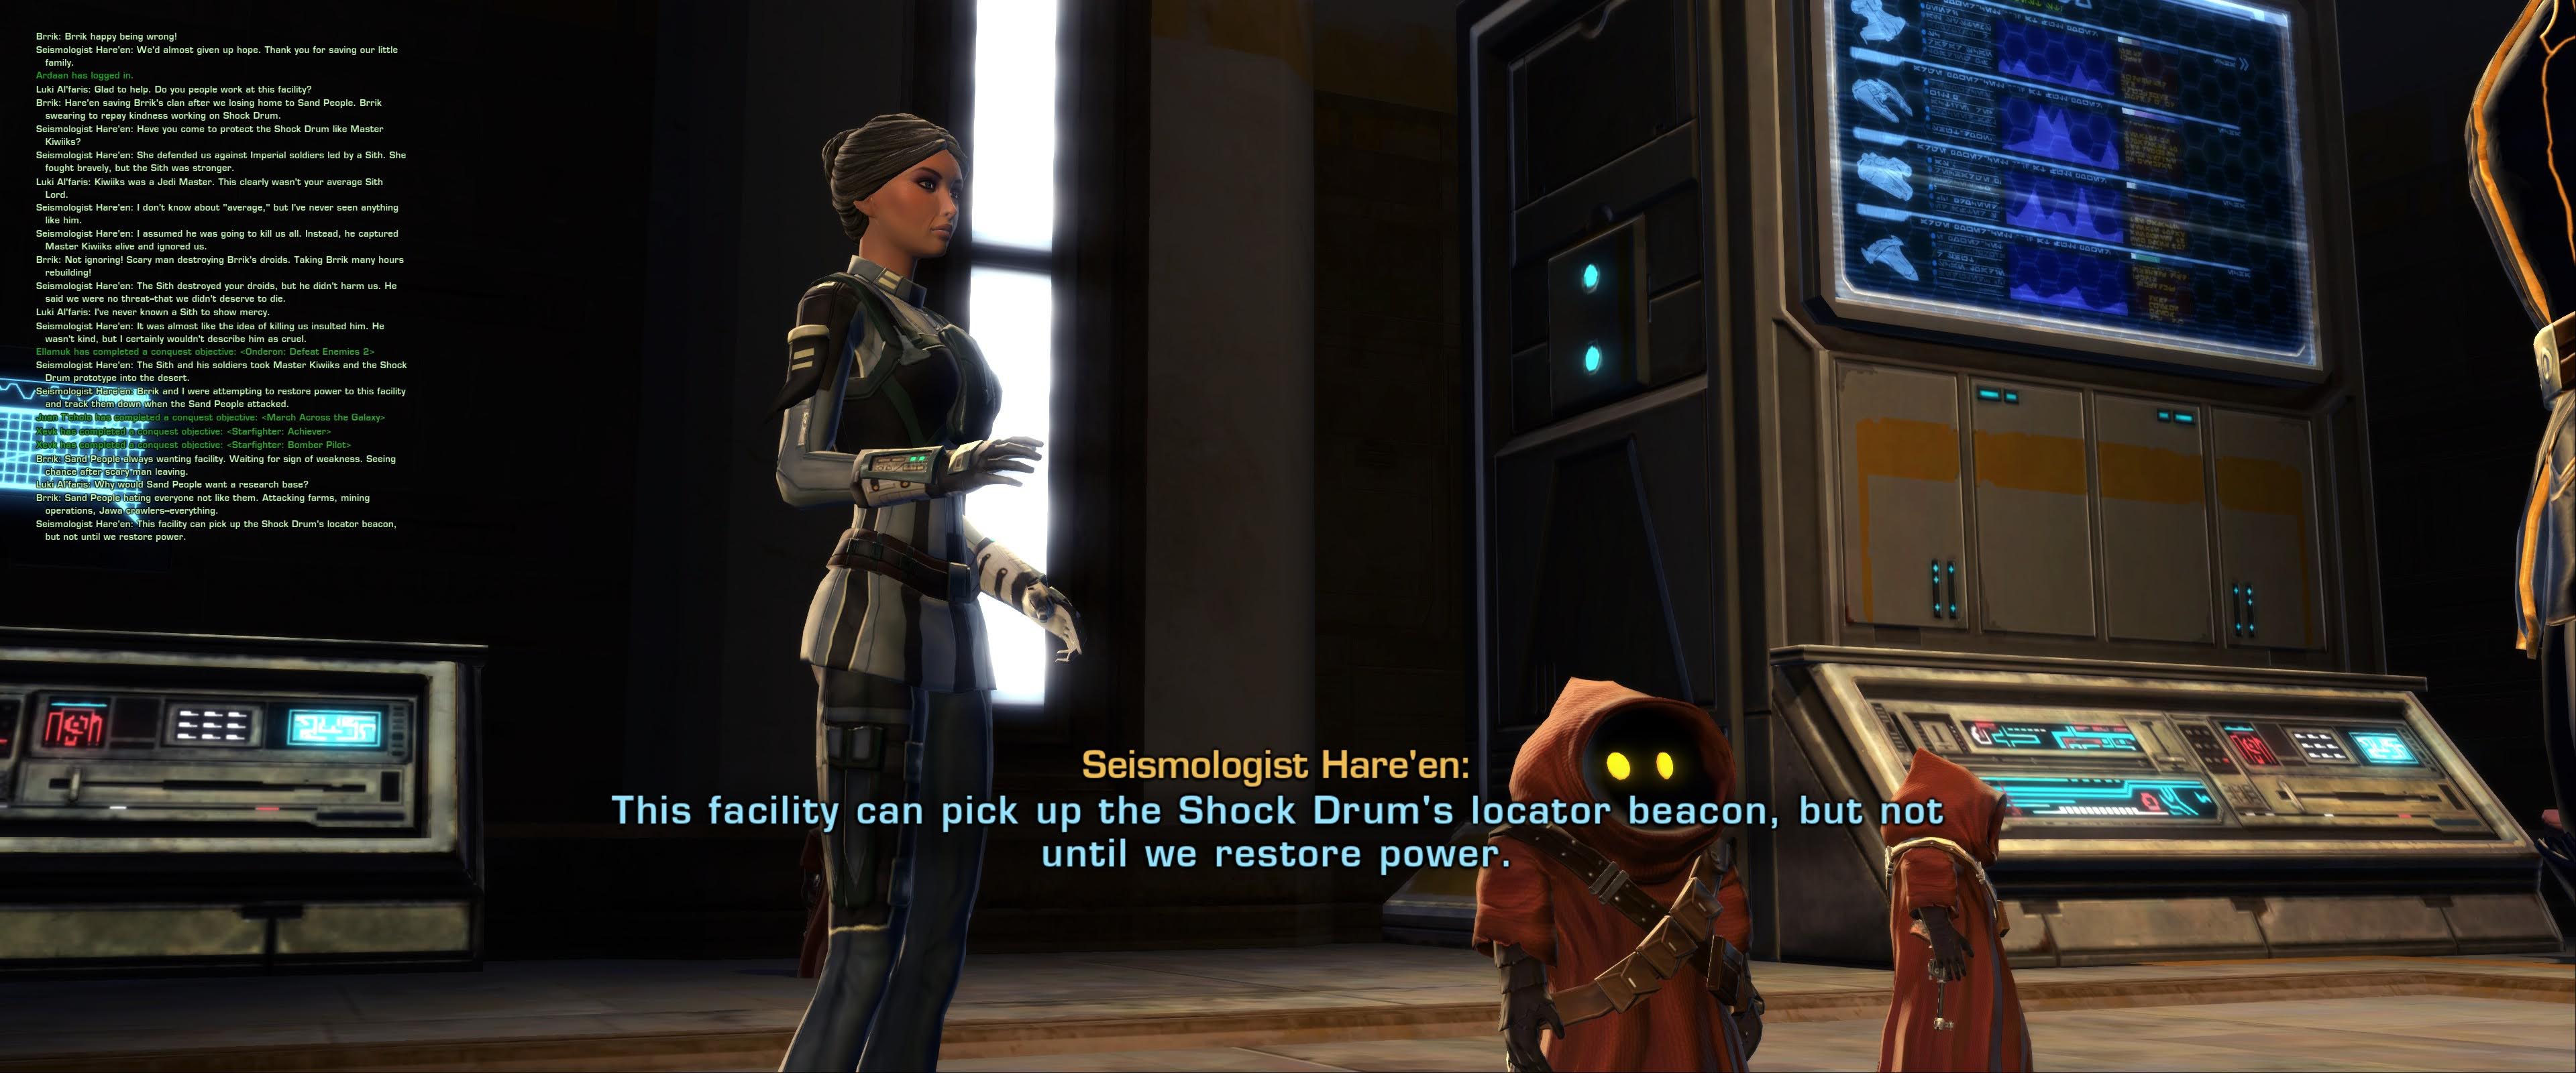 Brrik: Brrik happy being wrong!
Seismologist Hare'en: We'd almost given up hope. Thank you for saving our little
family.
Ardaan has logged in.
Luki Al'faris: Glad to help. Do you people work at this facility?
Brrik: Hare'en saving Brrik's clan after we losing home to Sand People. Brrik
swearing to repay kindness working on Shock Drum.
Seismologist Hare'en: Have you come to protect the Shock Drum like Master
Kiwiiks?
Seismologist Hare'en: She defended us against Imperial soldiers led by a Sith. She
fought bravely, but the Sith was stronger.
Luki Al'faris: Kiwiiks was a Jedi Master. This clearly wasn't your average Sith
Lord.
Seismologist Hare'en: I don't know about "average," but I've never seen anything
like him.
Seismologist Hare'en: I assumed he was going to kill us all. Instead, he captured
Master Kiwiiks alive and ignored us.
Brrik: Not ignoring! Scary man destroying Brrik's droids. Taking Brrik many hours
rebuilding!
Seismologist Hare'en: The Sith destroyed your droids, but he didn't harm us. He
said we were no threat–that we didn't deserve to die.
Luki Al'faris: I've never known a Sith to show mercy.
Seismologist Hare'en: It was almost like the idea of killing us insulted him. He
wasn't kind, but I certainly wouldn't describe him as cruel.
Ellamuk has completed a conquest objective: <Onderon: Defeat Enemies 2>
Seismologist Hare'en: The Sith and his soldiers took Master Kiwiiks and the Shock
Drum prototype into the desert.
Seismologist Hare'en: Brrik and I were attempting to restore power to this facility
and track them down when the Sand People attacked.
has completed a conquest objective: <March Across the Galaxy>
has completed a conquest objective: <Starfighter: Achiever>
has completed a conquest objective: <Starfighter: Bomber Pilot>
Brrik: Sand People always wanting facility. Waiting for sign of weakness. Seeing
chance after scary man leaving.
Luki Al'faris: Why would Sand People want a research base?
Brrik: Sand People hating everyone not like them. Attacking farms, mining
operations, Jawa crawlers–everything.
Seismologist Hare'en: This facility can pick up the Shock Drum's locator beacon,
but not until we restore power.
Seismologist Hare'en:
This facility can pick up the Shock Drum's locator beacon, but not
until we restore power.